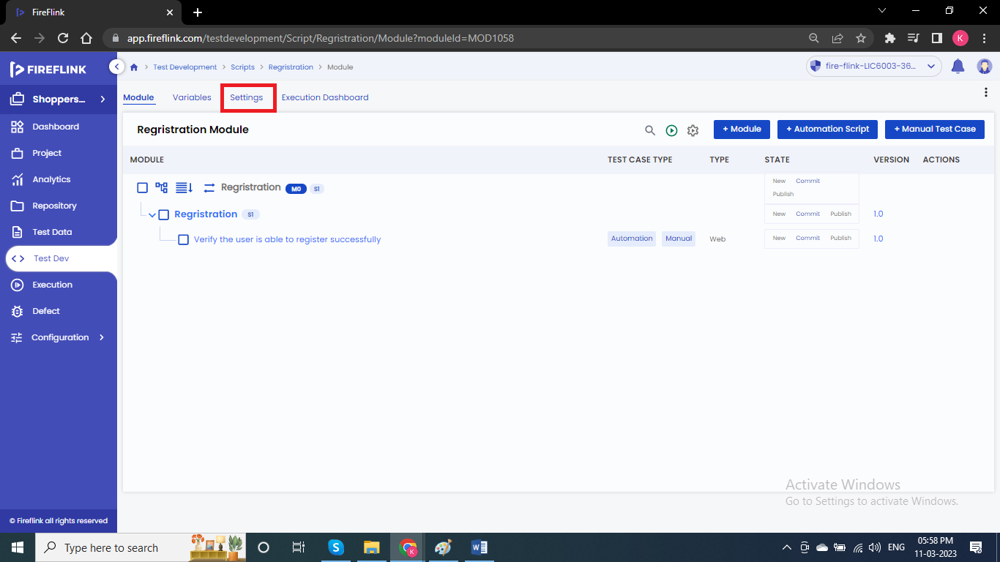 FireFlink
app.fireflink.com/testdevelopment/Script/Regristration/Module?moduleId=MOD1058
K
FIREFLINK
Test Development > Scripts > Regristration > Module
fire-flink-LIC6003-36...
Shoppers...
Dashboard
Project
Analytics
Repository
Test Data
Test Dev
Execution
Defect
Configuration
© Fireflink all rights reserved
Module Variables Settings Execution Dashboard
Regristration Module
+ Module + Automation Script + Manual Test Case
MODULE TEST CASE TYPE TYPE STATE VERSION ACTIONS
Regristration M0 S1 New Commit
Publish
Regristration S1 New Commit Publish 1.0
Verify the user is able to register successfully Automation Manual Web New Commit Publish 1.0
Activate Windows
Go to Settings to activate Windows.
Type here to search
S
K
W
ENG
05:58 PM
11-03-2023